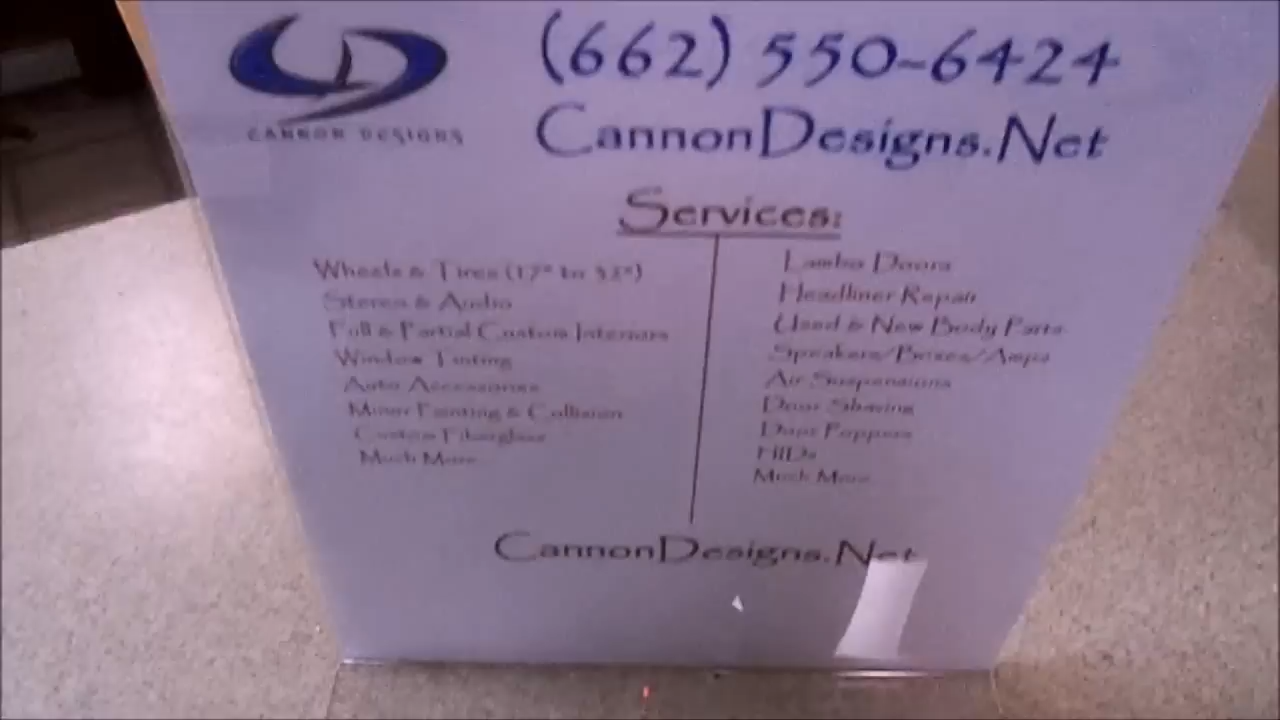 CANNON DESIGNS
(662) 550-6424
CannonDesigns.Net
Services:
Wheels & Tires (17" to 32")
Stereo & Audio
Full & Partial Custom Interiors
Window Tinting
Auto Accessories
Minor Painting & Collision
Custom Fiberglass
Much More
Lambo Doors
Headliner Repair
Used & New Body Parts
Speakers/Boxes/Amps
Air Suspensions
Door Shaving
Door Poppers
HIDs
Much More
CannonDesigns.Net